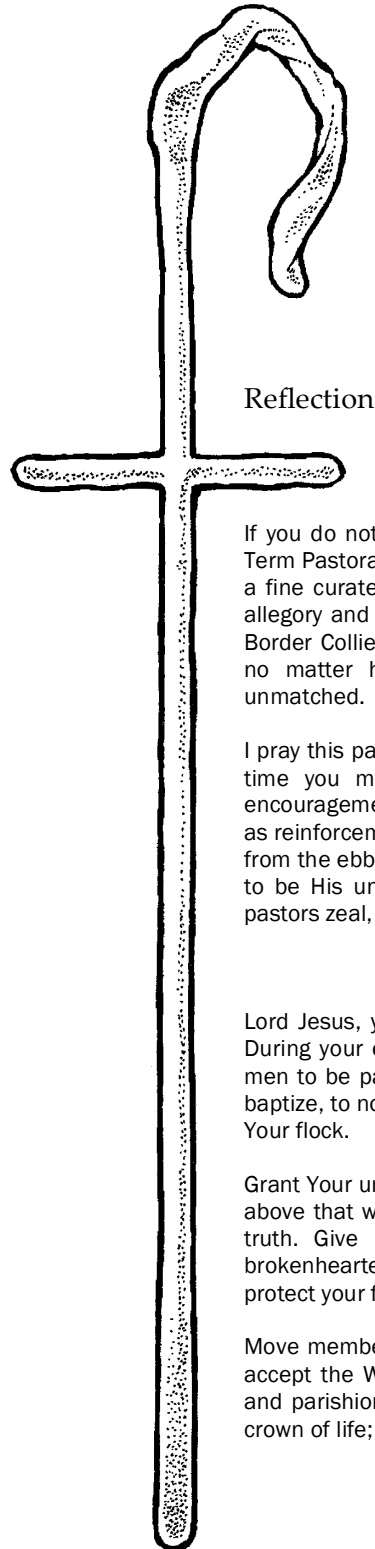 Reflection
If you do not
Term Pastora
a fine curate
allegory and
Border Collie
no matter h
unmatched.
I pray this pa
time you m
encourageme
as reinforcem
from the ebb
to be His un
pastors zeal,
Lord Jesus, y
During your e
men to be pa
baptize, to no
Your flock.
Grant Your ur
above that w
truth. Give
brokenhearte
protect your f
Move membe
accept the W
and parishion
crown of life;